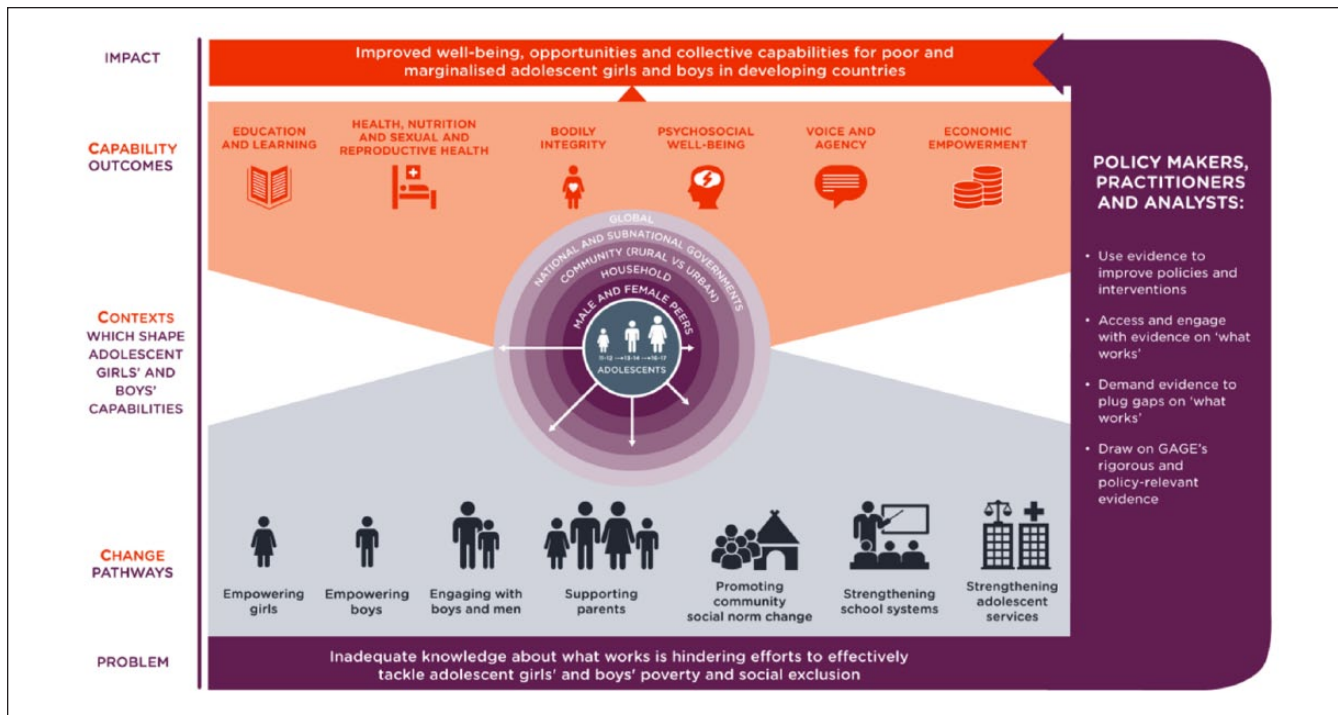 IMPACT
Improved well-being, opportunities and collective capabilities for poor and
marginalised adolescent girls and boys in developing countries
CAPABILITY
OUTCOMES
EDUCATION
AND LEARNING
HEALTH, NUTRITION
AND SEXUAL AND
REPRODUCTIVE HEALTH
BODILY
INTEGRITY
PSYCHOSOCIAL
WELL-BEING
VOICE AND
AGENCY
ECONOMIC
EMPOWERMENT
CONTEXTS
WHICH SHAPE
ADOLESCENT
GIRLS' AND
BOYS'
CAPABILITIES
GLOBAL
NATIONAL AND SUBNATIONAL GOVERNMENTS
COMMUNITY (RURAL VS URBAN)
HOUSEHOLD
MALE AND FEMALE PEERS
11-12 → 13-14 → 16-17
ADOLESCENTS
CHANGE
PATHWAYS
Empowering
girls
Empowering
boys
Engaging with
boys and men
Supporting
parents
Promoting
community
social norm change
Strengthening
school systems
Strengthening
adolescent
services
PROBLEM
Inadequate knowledge about what works is hindering efforts to effectively
tackle adolescent girls' and boys' poverty and social exclusion
POLICY MAKERS,
PRACTITIONERS
AND ANALYSTS:
• Use evidence to
improve policies and
interventions
• Access and engage
with evidence on ‘what
works’
• Demand evidence to
plug gaps on ‘what
works’
• Draw on GAGE’s
rigorous and
policy-relevant
evidence